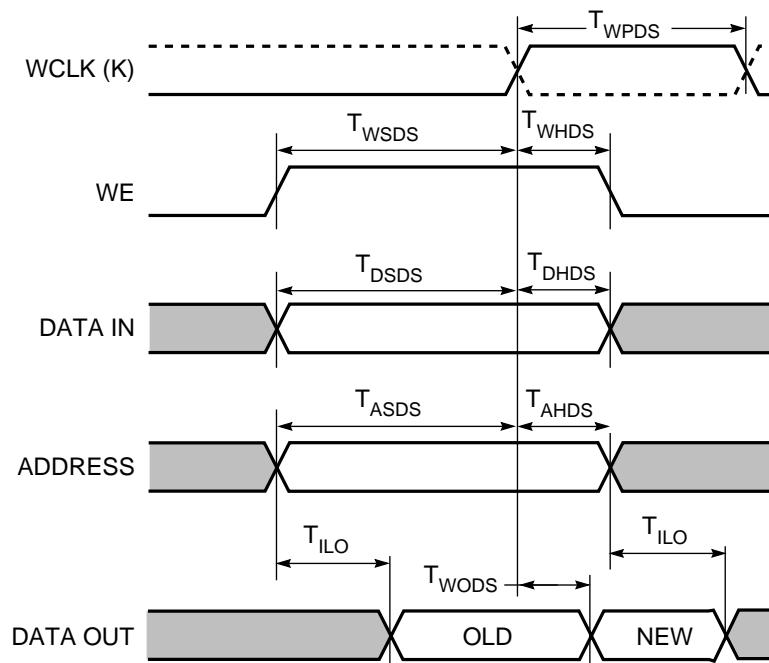 T_WPDS
WCLK (K)
T_WSDS
T_WHDS
WE
T_DSDS
T_DHDS
DATA IN
T_ASDS
T_AHDS
ADDRESS
T_ILO
T_ILO
T_WODS
DATA OUT
OLD
NEW